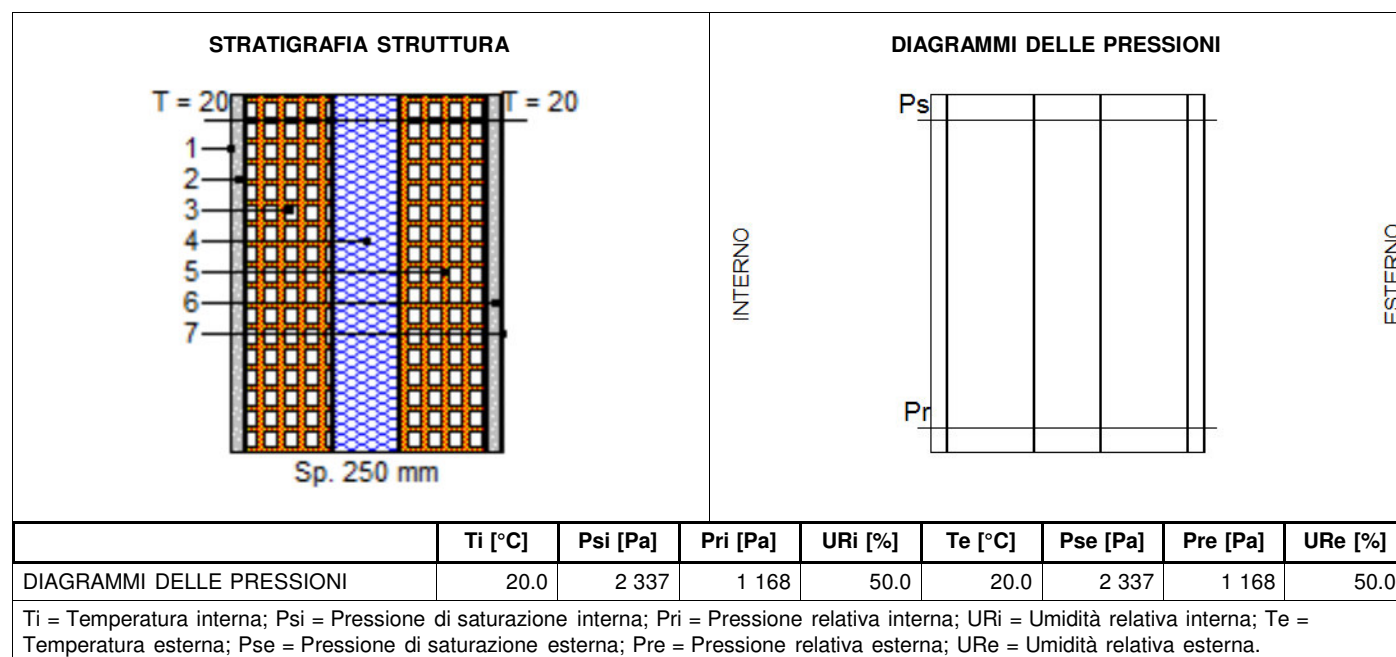 STRATIGRAFIA STRUTTURA
T = 20 T = 20
1
2
3
4
5
6
7
Sp. 250 mm
DIAGRAMMI DELLE PRESSIONI
Ps
Pr
INTERNO
ESTERNO
Ti [°C] Psi [Pa] Pri [Pa] URi [%] Te [°C] Pse [Pa] Pre [Pa] URe [%]
DIAGRAMMI DELLE PRESSIONI 20.0 2 337 1 168 50.0 20.0 2 337 1 168 50.0
Ti = Temperatura interna; Psi = Pressione di saturazione interna; Pri = Pressione relativa interna; URi = Umidità relativa interna; Te =
Temperatura esterna; Pse = Pressione di saturazione esterna; Pre = Pressione relativa esterna; URe = Umidità relativa esterna.